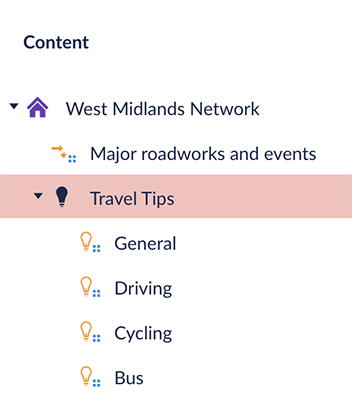 Content
West Midlands Network
Major roadworks and events
Travel Tips
General
Driving
Cycling
Bus